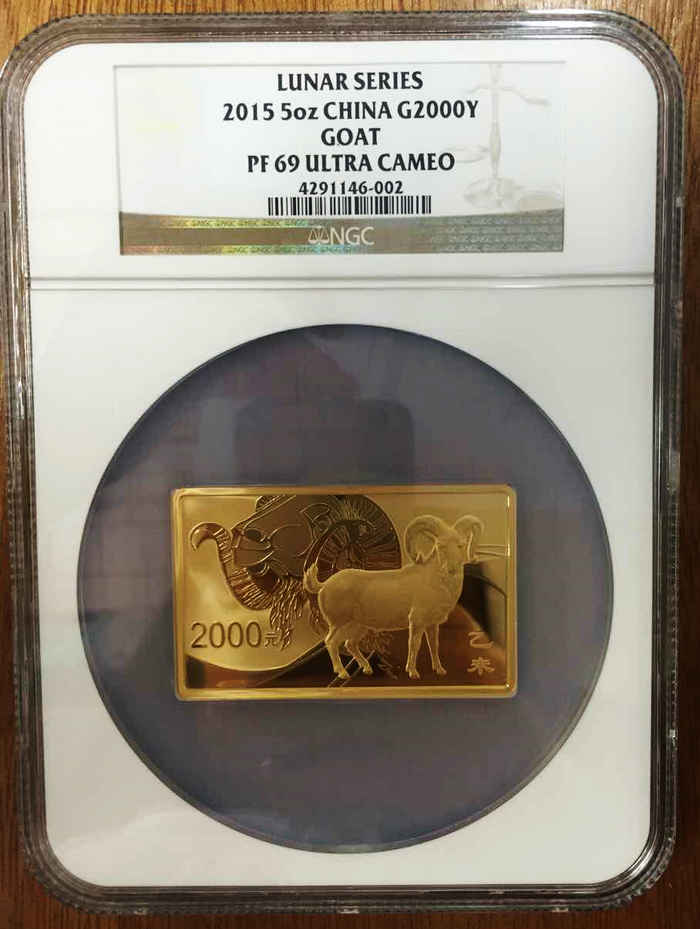 LUNAR SERIES
2015 5oz CHINA G2000Y
GOAT
PF 69 ULTRA CAMEO
4291146-002
NGC
2000元
乙未